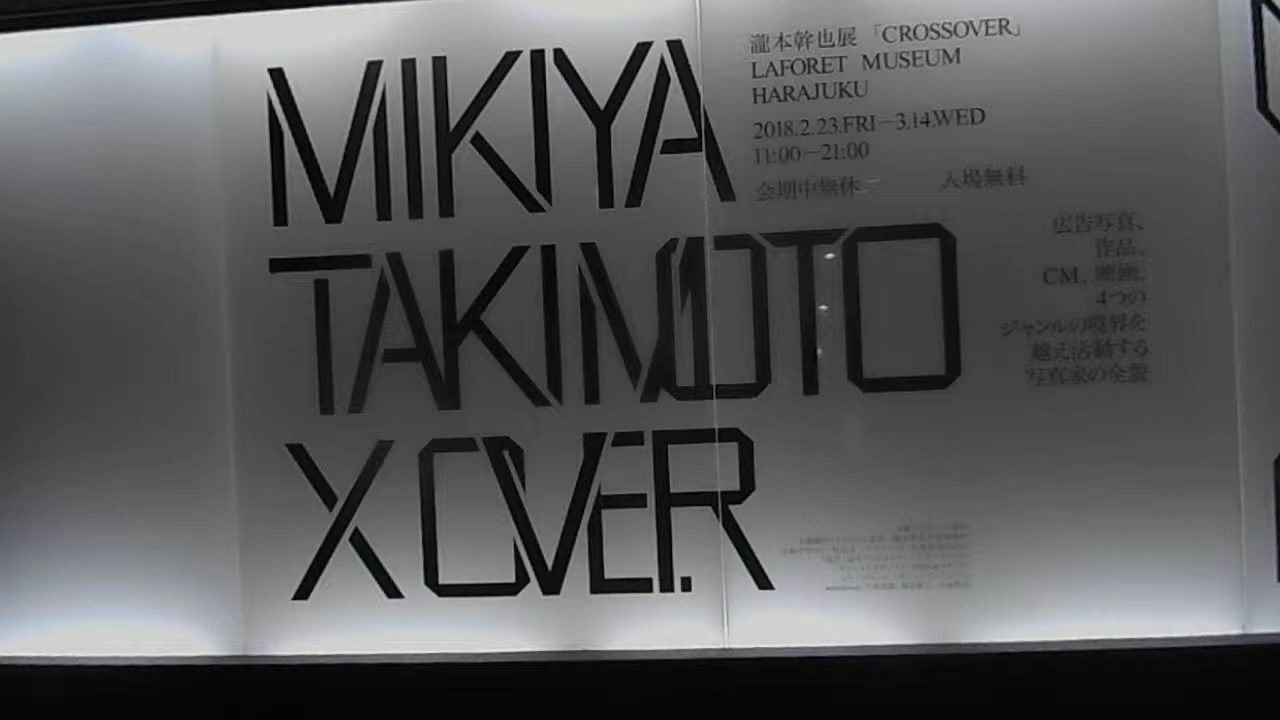 MIKIYA
TAKIMOTO
X OVER.
瀧本幹也展「CROSSOVER」
LAFORET MUSEUM
HARAJUKU
2018.2.23.FRI—3.14.WED
11:00—21:00
会期中無休 入場無料
広告写真、
作品、
CM、映画、
4つの
ジャンルの境界を
越え活動する
写真家の全貌